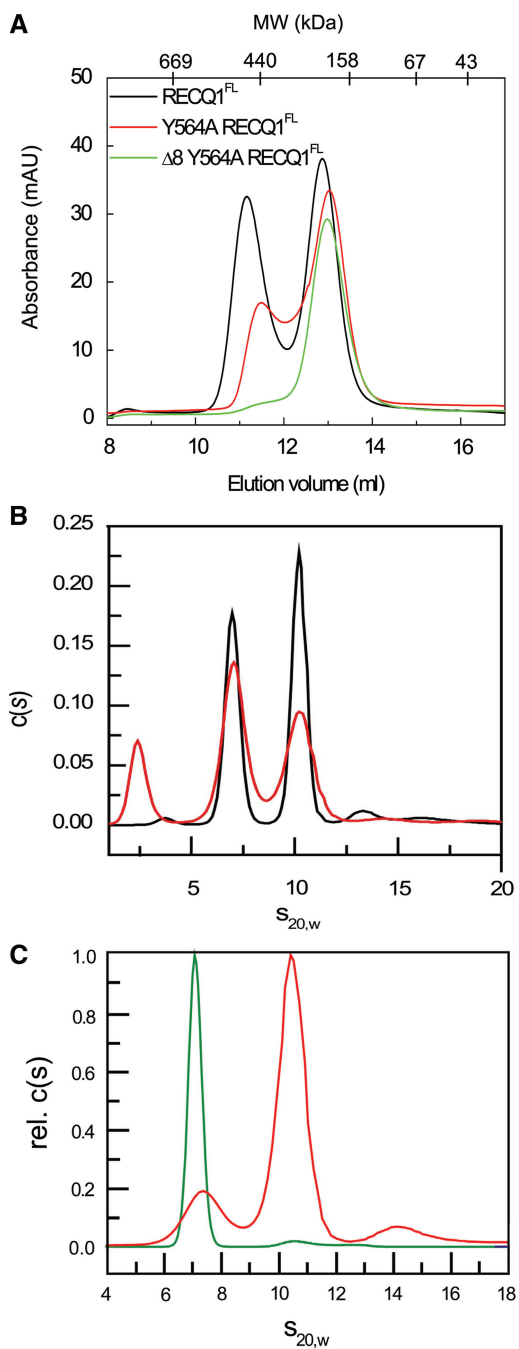 A
MW (kDa)
669 440 158 67 43
50
40
30
20
10
0
Absorbance (mAU)
RECQ1FL
Y564A RECQ1FL
Δ8 Y564A RECQ1FL
8 10 12 14 16
Elution volume (ml)
B
0.25
0.20
0.15
0.10
0.05
0.00
c(s)
5 10 15 20
s20,w
C
1.0
0.8
0.6
0.4
0.2
0.0
rel. c(s)
4 6 8 10 12 14 16 18
s20,w